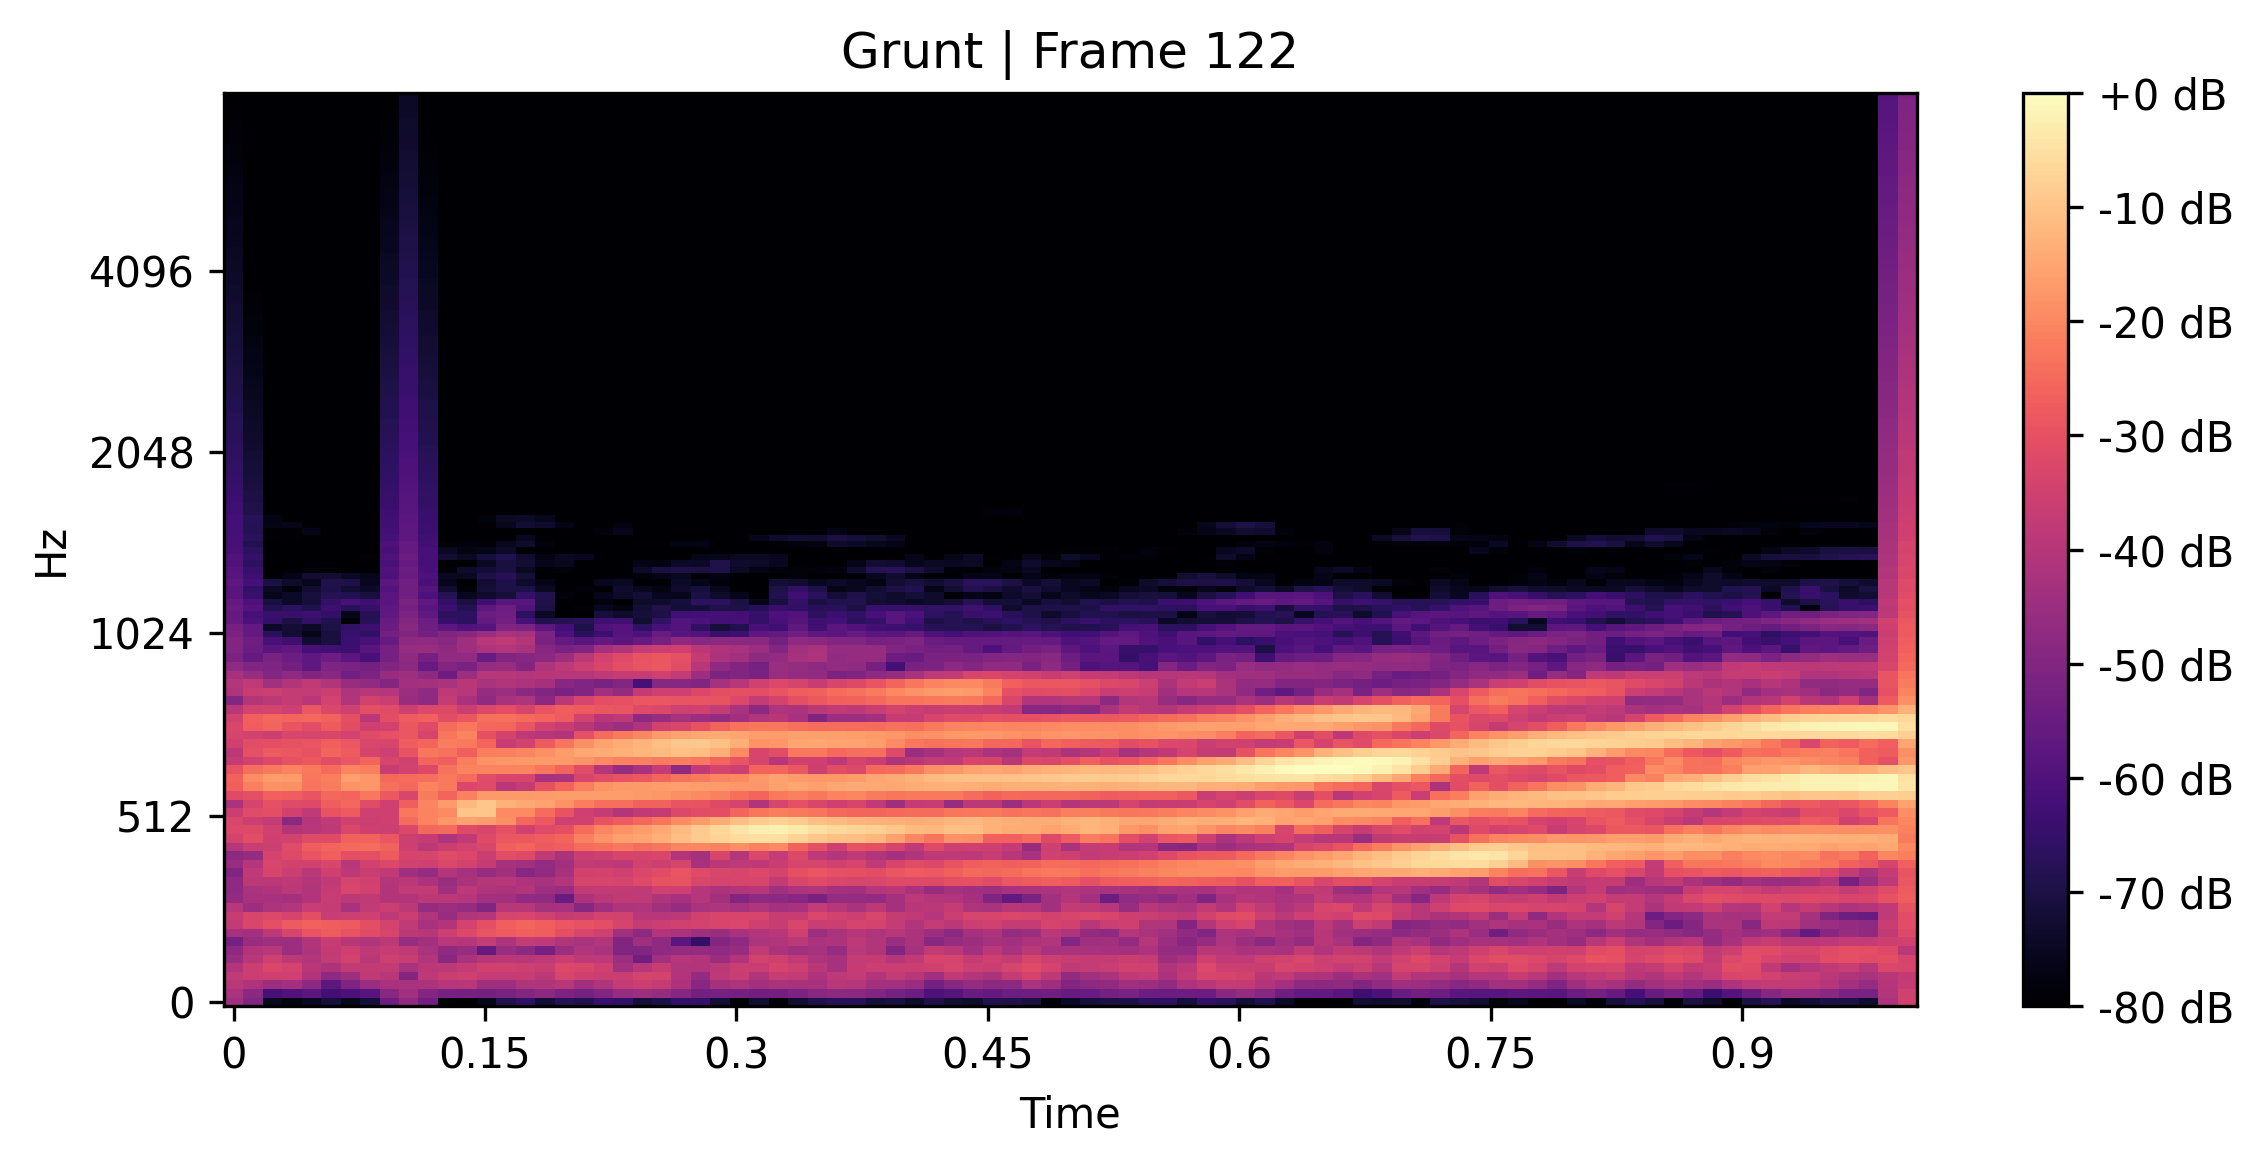 Grunt | Frame 122
Hz
4096
2048
1024
512
0
0 0.15 0.3 0.45 0.6 0.75 0.9
Time
+0 dB
-10 dB
-20 dB
-30 dB
-40 dB
-50 dB
-60 dB
-70 dB
-80 dB